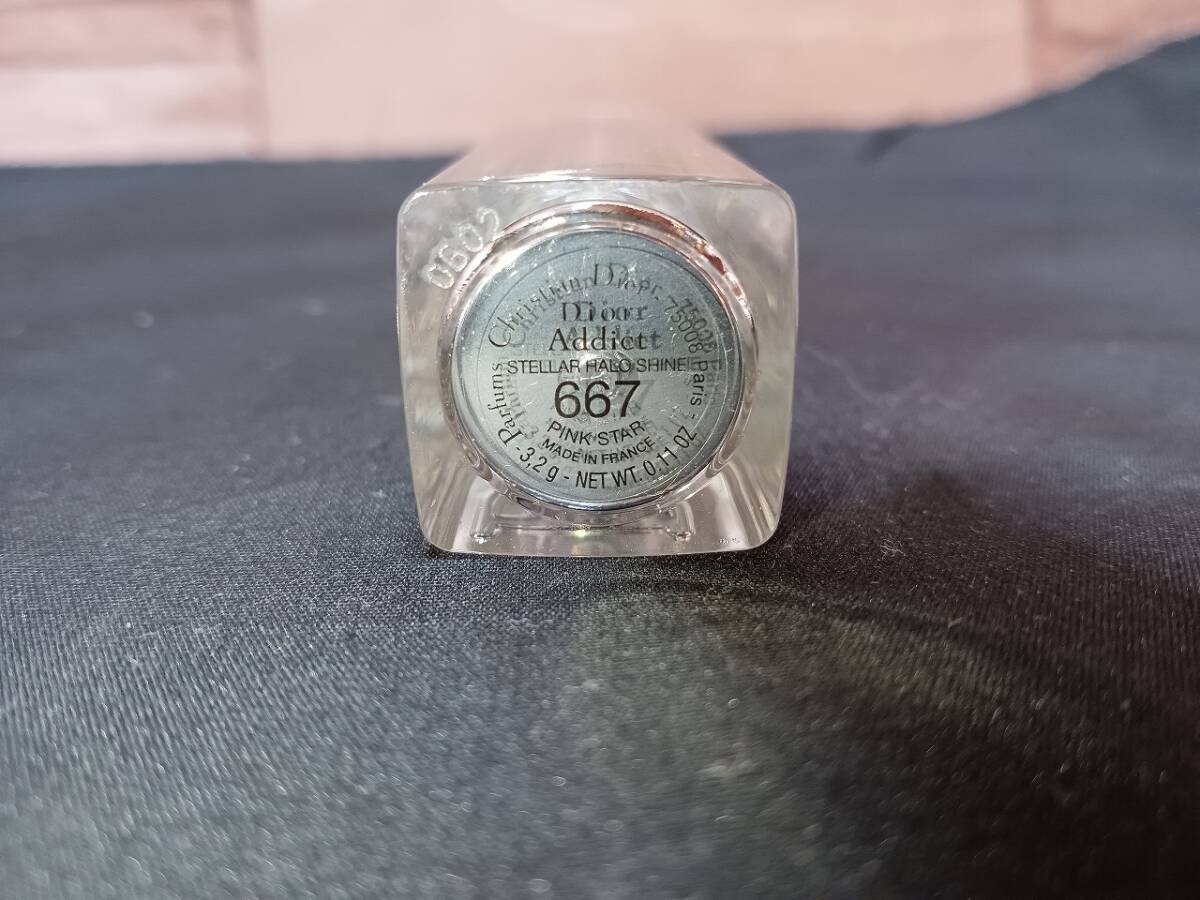 0G02
Parfums Christian Dior - 75008 Paris -
Dior
Addict
STELLAR HALO SHINE
667
PINK STAR
MADE IN FRANCE
3,2 g - NET WT. 0.11 OZ